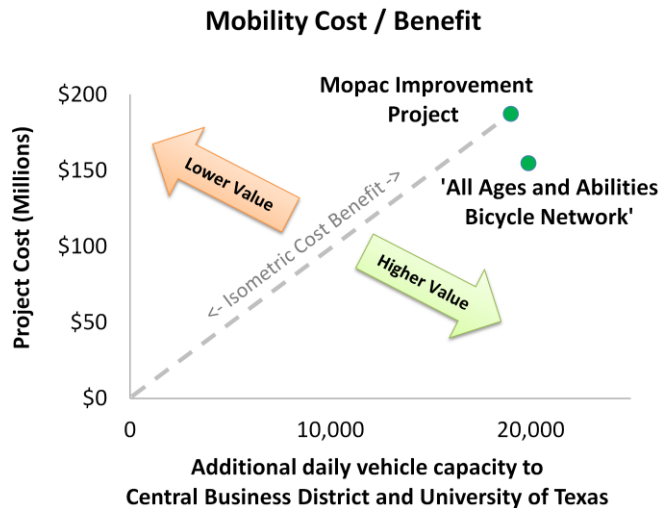 Mobility Cost / Benefit
Mopac Improvement
Project
'All Ages and Abilities
Bicycle Network'
Lower Value
<- Isometric Cost Benefit ->
Higher Value
Project Cost (Millions)
$200
$150
$100
$50
$0
0
10,000
20,000
Additional daily vehicle capacity to
Central Business District and University of Texas